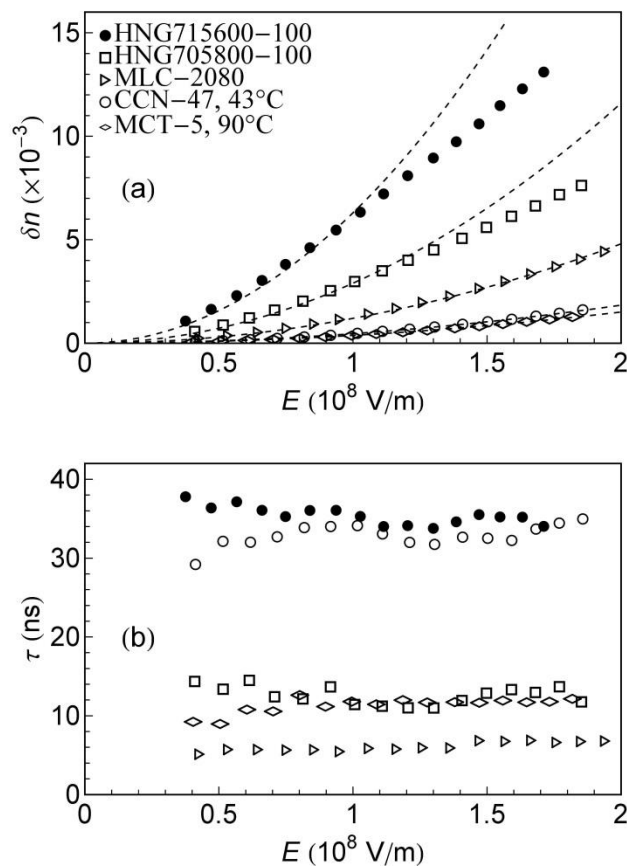 15
10
5
0
δn (×10−3)
HNG715600−100
HNG705800−100
MLC−2080
CCN−47, 43°C
MCT−5, 90°C
(a)
0 0.5 1 1.5 2
E (108 V/m)
40
30
20
10
0
τ (ns)
(b)
0 0.5 1 1.5 2
E (108 V/m)